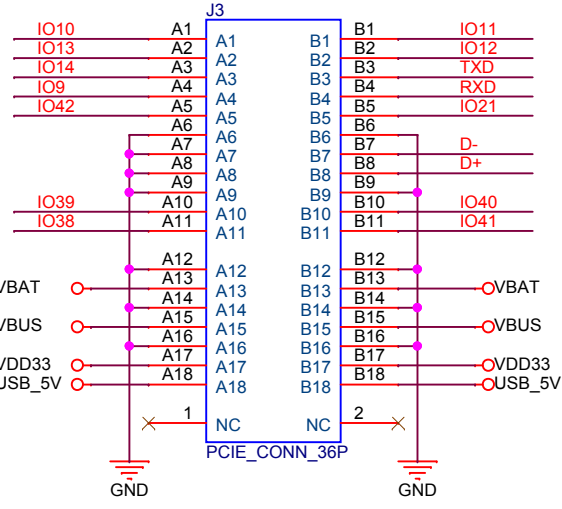 J3
IO10 A1 A1 B1 B1 IO11
IO13 A2 A2 B2 B2 IO12
IO14 A3 A3 B3 B3 TXD
IO9 A4 A4 B4 B4 RXD
IO42 A5 A5 B5 B5 IO21
A6 A6 B6 B6
A7 A7 B7 B7 D-
A8 A8 B8 B8 D+
A9 A9 B9 B9
IO39 A10 A10 B10 B10 IO40
IO38 A11 A11 B11 B11 IO41
A12 A12 B12 B12
VBAT A13 A13 B13 B13 VBAT
A14 A14 B14 B14
VBUS A15 A15 B15 B15 VBUS
A16 A16 B16 B16
VDD33 A17 A17 B17 B17 VDD33
USB_5V A18 A18 B18 B18 USB_5V
1 NC NC 2
PCIE_CONN_36P
GND GND